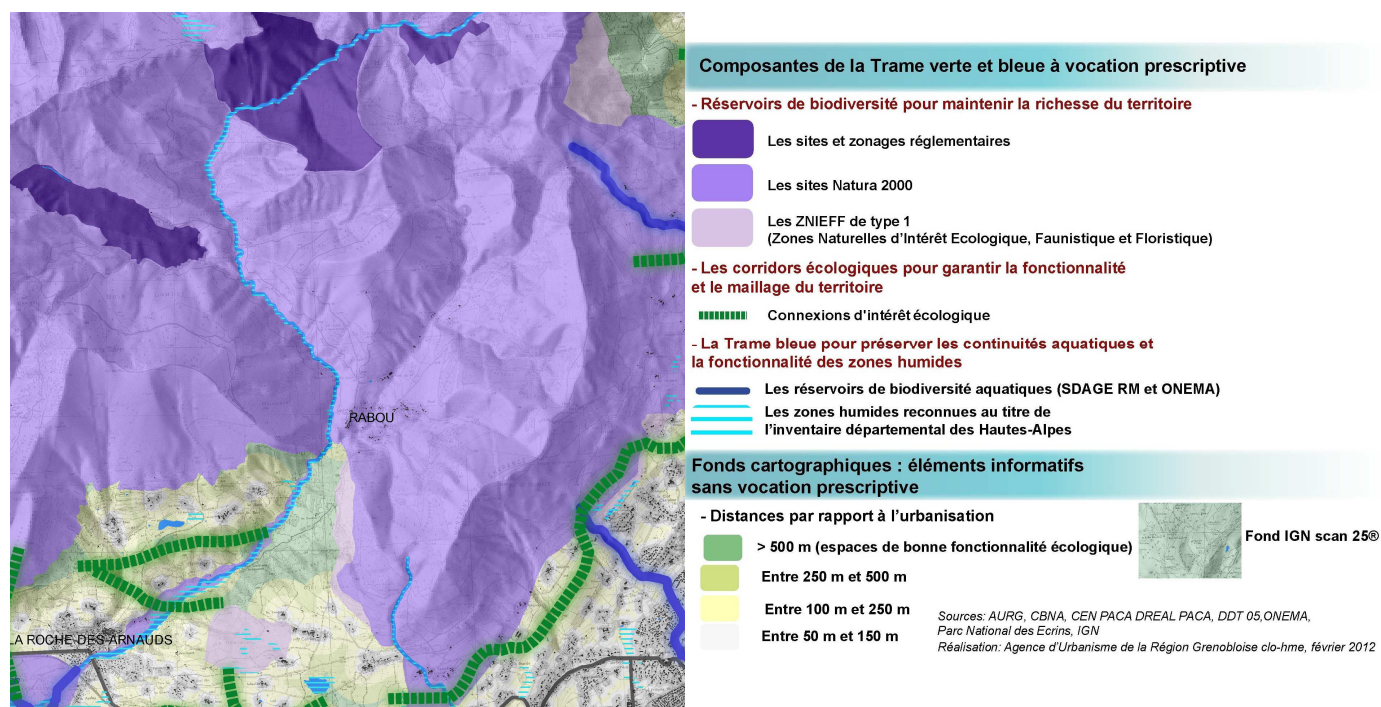 RABOU
LA ROCHE-DES-ARNAUDS
Composantes de la Trame verte et bleue à vocation prescriptive
- Réservoirs de biodiversité pour maintenir la richesse du territoire
Les sites et zonages réglementaires
Les sites Natura 2000
Les ZNIEFF de type 1
(Zones Naturelles d'Intérêt Ecologique, Faunistique et Floristique)
- Les corridors écologiques pour garantir la fonctionnalité
et le maillage du territoire
Connexions d'intérêt écologique
- La Trame bleue pour préserver les continuités aquatiques et
la fonctionnalité des zones humides
Les réservoirs de biodiversité aquatiques (SDAGE RM et ONEMA)
Les zones humides reconnues au titre de
l'inventaire départemental des Hautes-Alpes
Fonds cartographiques : éléments informatifs
sans vocation prescriptive
- Distances par rapport à l'urbanisation
> 500 m (espaces de bonne fonctionnalité écologique)
Entre 250 m et 500 m
Entre 100 m et 250 m
Entre 50 m et 150 m
Fond IGN scan 25®
Sources: AURG, CBNA, CEN PACA DREAL PACA, DDT 05,ONEMA,
Parc National des Ecrins, IGN
Réalisation: Agence d'Urbanisme de la Région Grenobloise clo-hme, février 2012